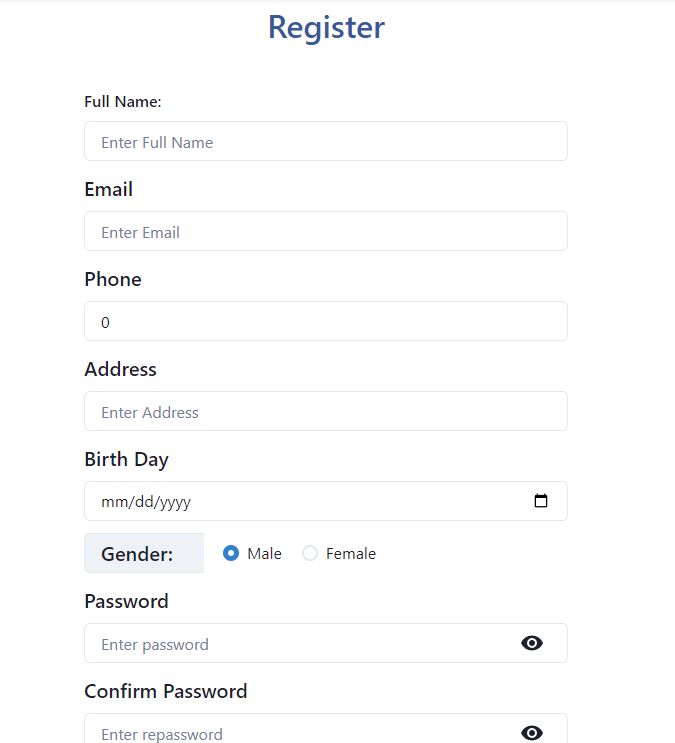 Register
Full Name:
Enter Full Name
Email
Enter Email
Phone
0
Address
Enter Address
Birth Day
mm/dd/yyyy
Gender: Male Female
Password
Enter password
Confirm Password
Enter repassword